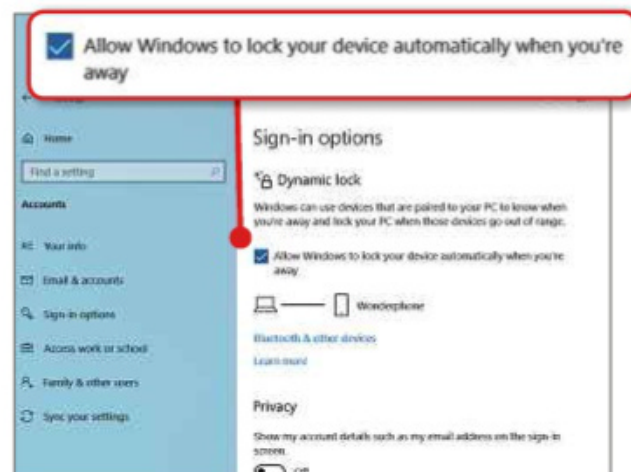 Allow Windows to lock your device automatically when you're
away
Home
Find a setting
Accounts
Your info
Email & accounts
Sign-in options
Access work or school
Family & other users
Sync your settings
Sign-in options
Dynamic lock
Windows can use devices that are paired to your PC to know when
you're away and lock your PC when those devices go out of range.
Allow Windows to lock your device automatically when you're
away
Wonderphone
Bluetooth & other devices
Learn more
Privacy
Show my account details such as my email address on the sign-in
screen.
Off